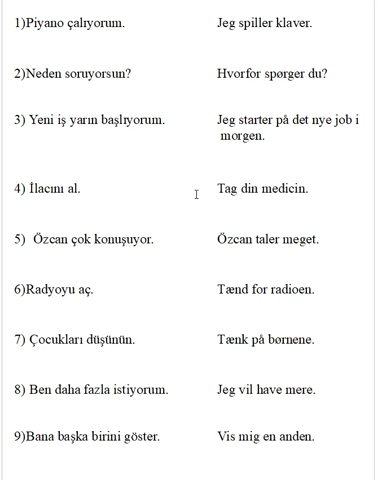 1)Piyano çalıyorum. Jeg spiller klaver.
2)Neden soruyorsun? Hvorfor spørger du?
3) Yeni iş yarın başlıyorum. Jeg starter på det nye job i
morgen.
4) İlacını al. Tag din medicin.
5) Özcan çok konuşuyor. Özcan taler meget.
6)Radyoyu aç. Tænd for radioen.
7) Çocukları düşünün. Tænk på børnene.
8) Ben daha fazla istiyorum. Jeg vil have mere.
9)Bana başka birini göster. Vis mig en anden.